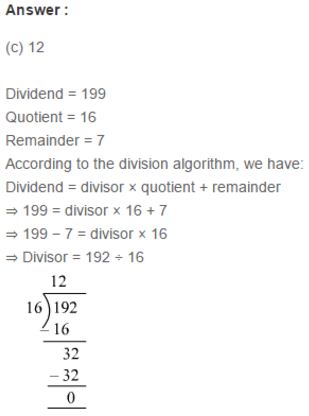 Answer :
(c) 12
Dividend = 199
Quotient = 16
Remainder = 7
According to the division algorithm, we have:
Dividend = divisor × quotient + remainder
⇒ 199 = divisor × 16 + 7
⇒ 199 – 7 = divisor × 16
⇒ Divisor = 192 ÷ 16
12
16)192
– 16
32
– 32
0